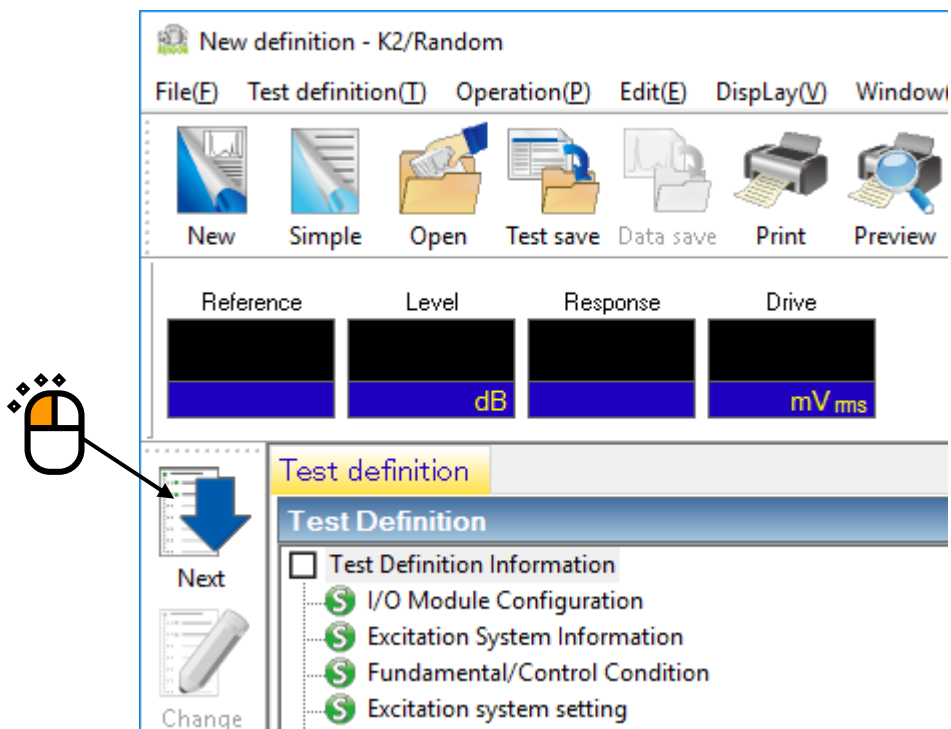 New definition - K2/Random
File(F) Test definition(T) Operation(P) Edit(E) DispLay(V) Window(
New Simple Open Test save Data save Print Preview
Reference Level Response Drive
dB mV rms
Test definition
Test Definition
Next
Test Definition Information
S I/O Module Configuration
S Excitation System Information
S Fundamental/Control Condition
S Excitation system setting
Change